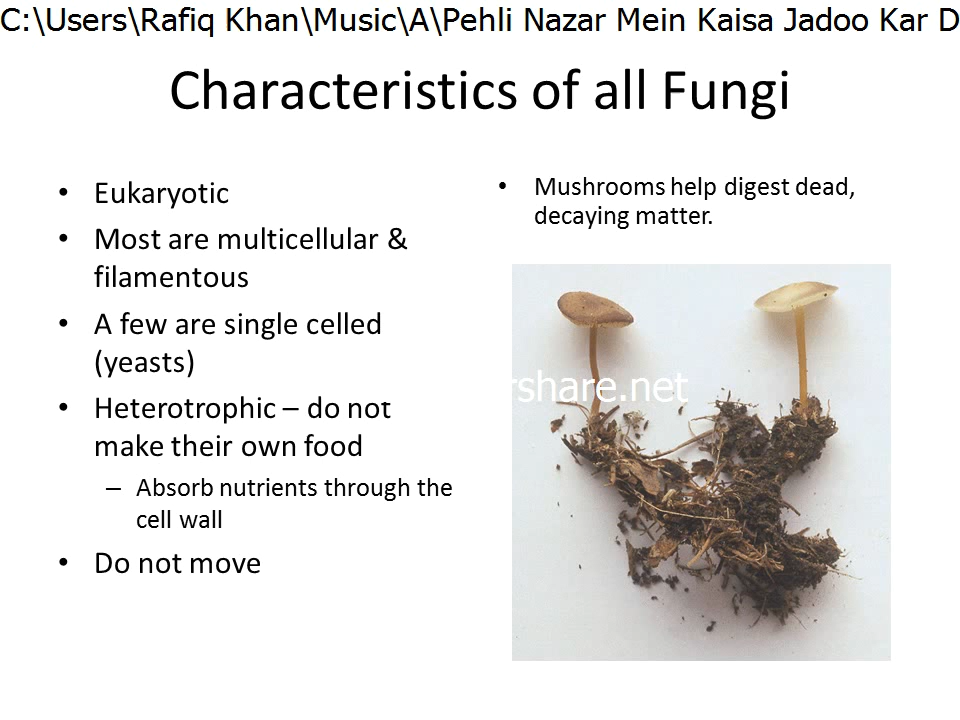 C:\Users\Rafiq Khan\Music\A\Pehli Nazar Mein Kaisa Jadoo Kar D
Characteristics of all Fungi
• Eukaryotic
• Most are multicellular &
filamentous
• A few are single celled
(yeasts)
• Heterotrophic – do not
make their own food
– Absorb nutrients through the
cell wall
• Do not move
• Mushrooms help digest dead,
decaying matter.
rshare.net